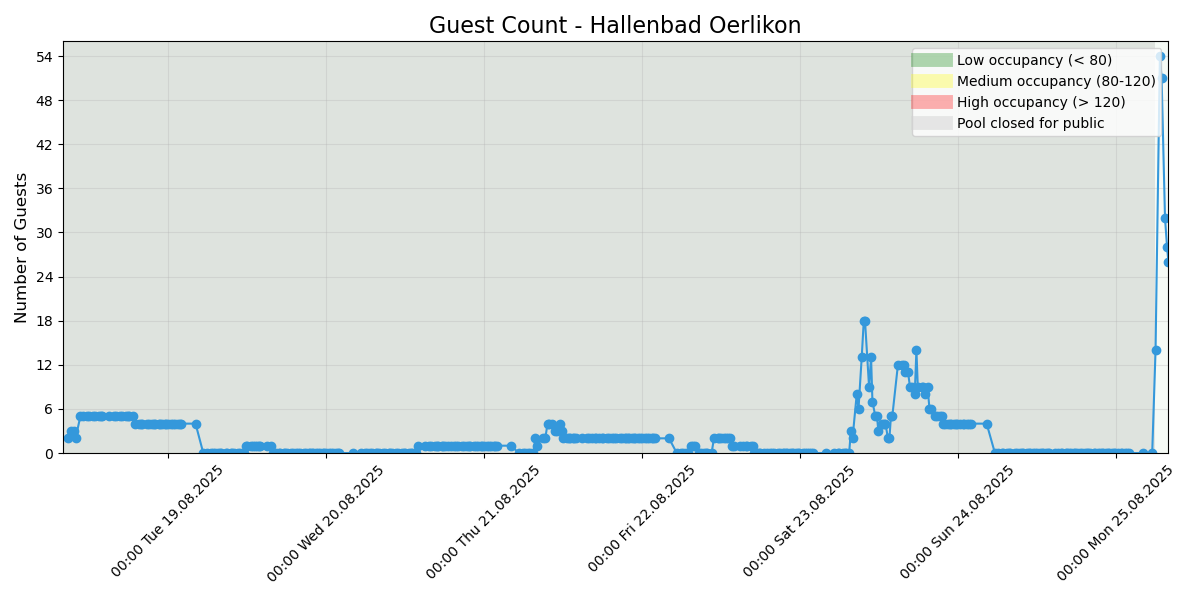 Guest Count - Hallenbad Oerlikon
Number of Guests
54
48
42
36
30
24
18
12
6
0
Low occupancy (< 80)
Medium occupancy (80-120)
High occupancy (> 120)
Pool closed for public
00:00 Tue 19.08.2025
00:00 Wed 20.08.2025
00:00 Thu 21.08.2025
00:00 Fri 22.08.2025
00:00 Sat 23.08.2025
00:00 Sun 24.08.2025
00:00 Mon 25.08.2025